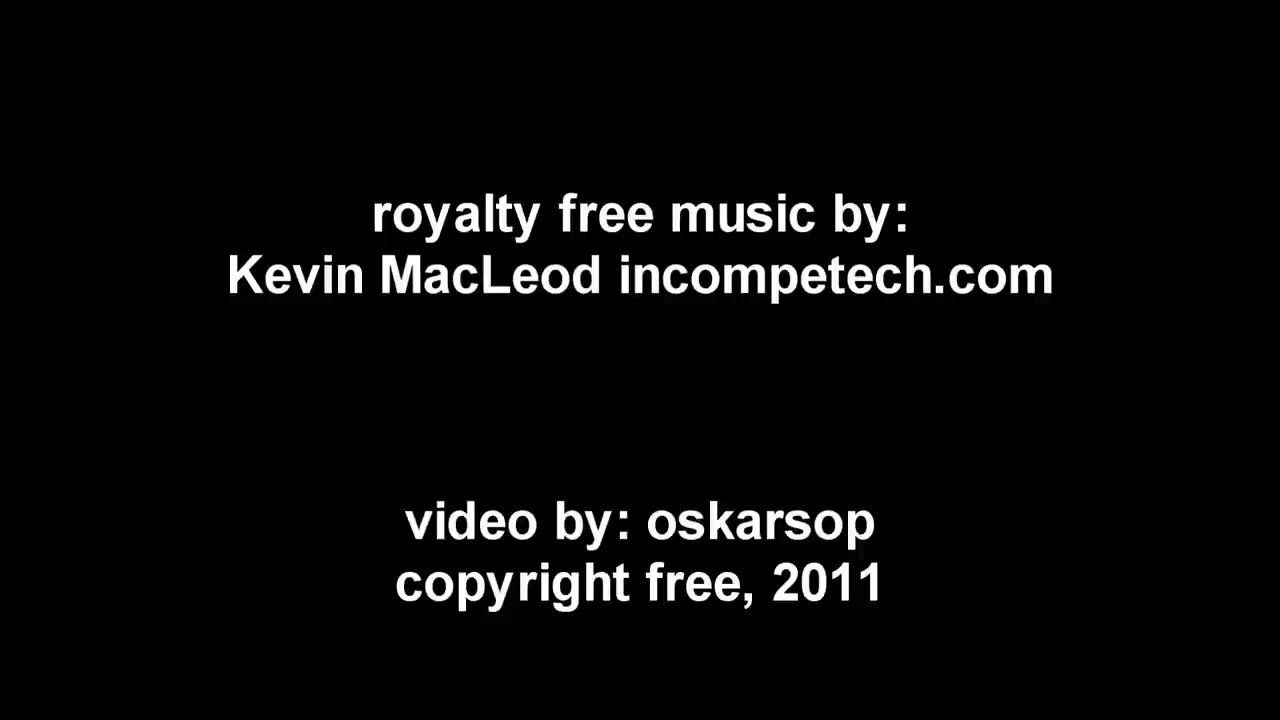 royalty free music by:
Kevin MacLeod incompetech.com
video by: oskarsop
copyright free, 2011